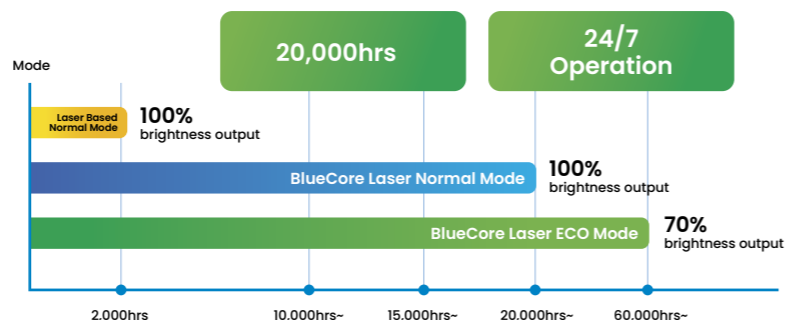 20,000hrs
24/7
Operation
Mode
Laser Based
Normal Mode
100%
brightness output
BlueCore Laser Normal Mode
100%
brightness output
BlueCore Laser ECO Mode
70%
brightness output
2.000hrs
10.000hrs~
15.000hrs~
20.000hrs~
60.000hrs~